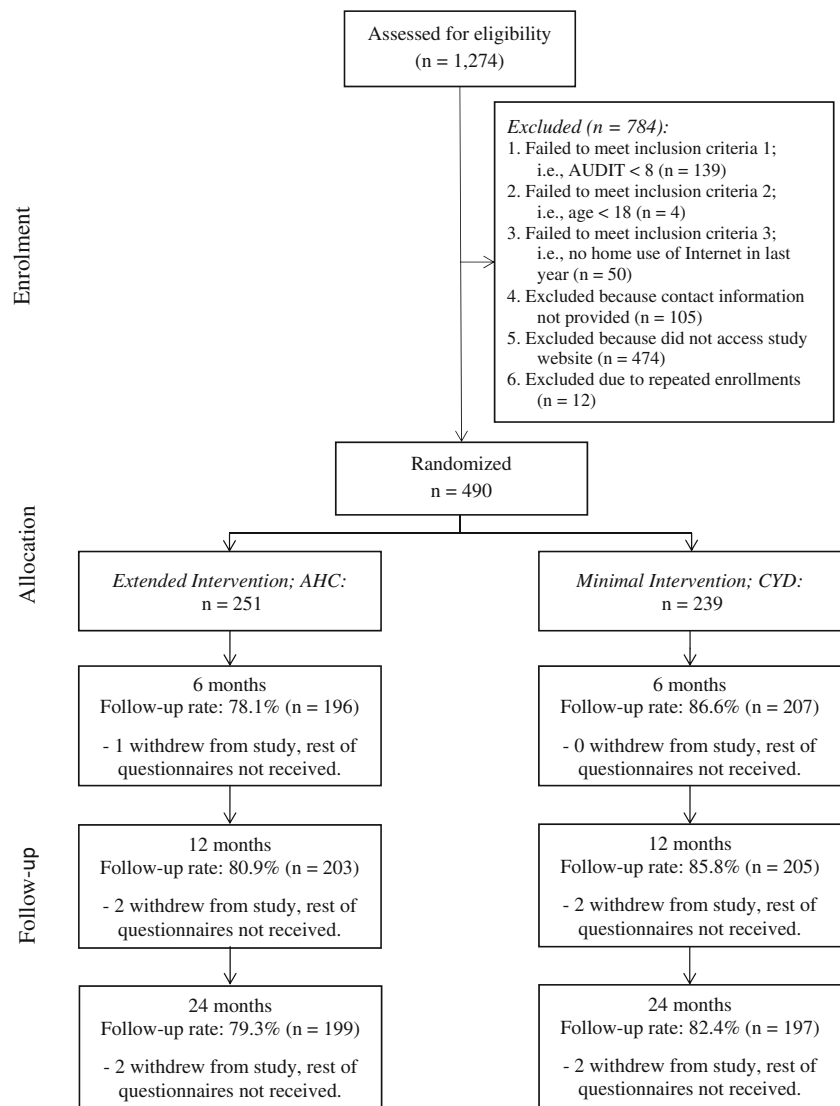 Assessed for eligibility
(n = 1,274)
Enrolment
Excluded (n = 784):
1. Failed to meet inclusion criteria 1;
i.e., AUDIT < 8 (n = 139)
2. Failed to meet inclusion criteria 2;
i.e., age < 18 (n = 4)
3. Failed to meet inclusion criteria 3;
i.e., no home use of Internet in last
year (n = 50)
4. Excluded because contact information
not provided (n = 105)
5. Excluded because did not access study
website (n = 474)
6. Excluded due to repeated enrollments
(n = 12)
Randomized
n = 490
Allocation
Extended Intervention; AHC:
n = 251
Minimal Intervention; CYD:
n = 239
Follow-up
6 months
Follow-up rate: 78.1% (n = 196)
- 1 withdrew from study, rest of
questionnaires not received.
6 months
Follow-up rate: 86.6% (n = 207)
- 0 withdrew from study, rest of
questionnaires not received.
12 months
Follow-up rate: 80.9% (n = 203)
- 2 withdrew from study, rest of
questionnaires not received.
12 months
Follow-up rate: 85.8% (n = 205)
- 2 withdrew from study, rest of
questionnaires not received.
24 months
Follow-up rate: 79.3% (n = 199)
- 2 withdrew from study, rest of
questionnaires not received.
24 months
Follow-up rate: 82.4% (n = 197)
- 2 withdrew from study, rest of
questionnaires not received.